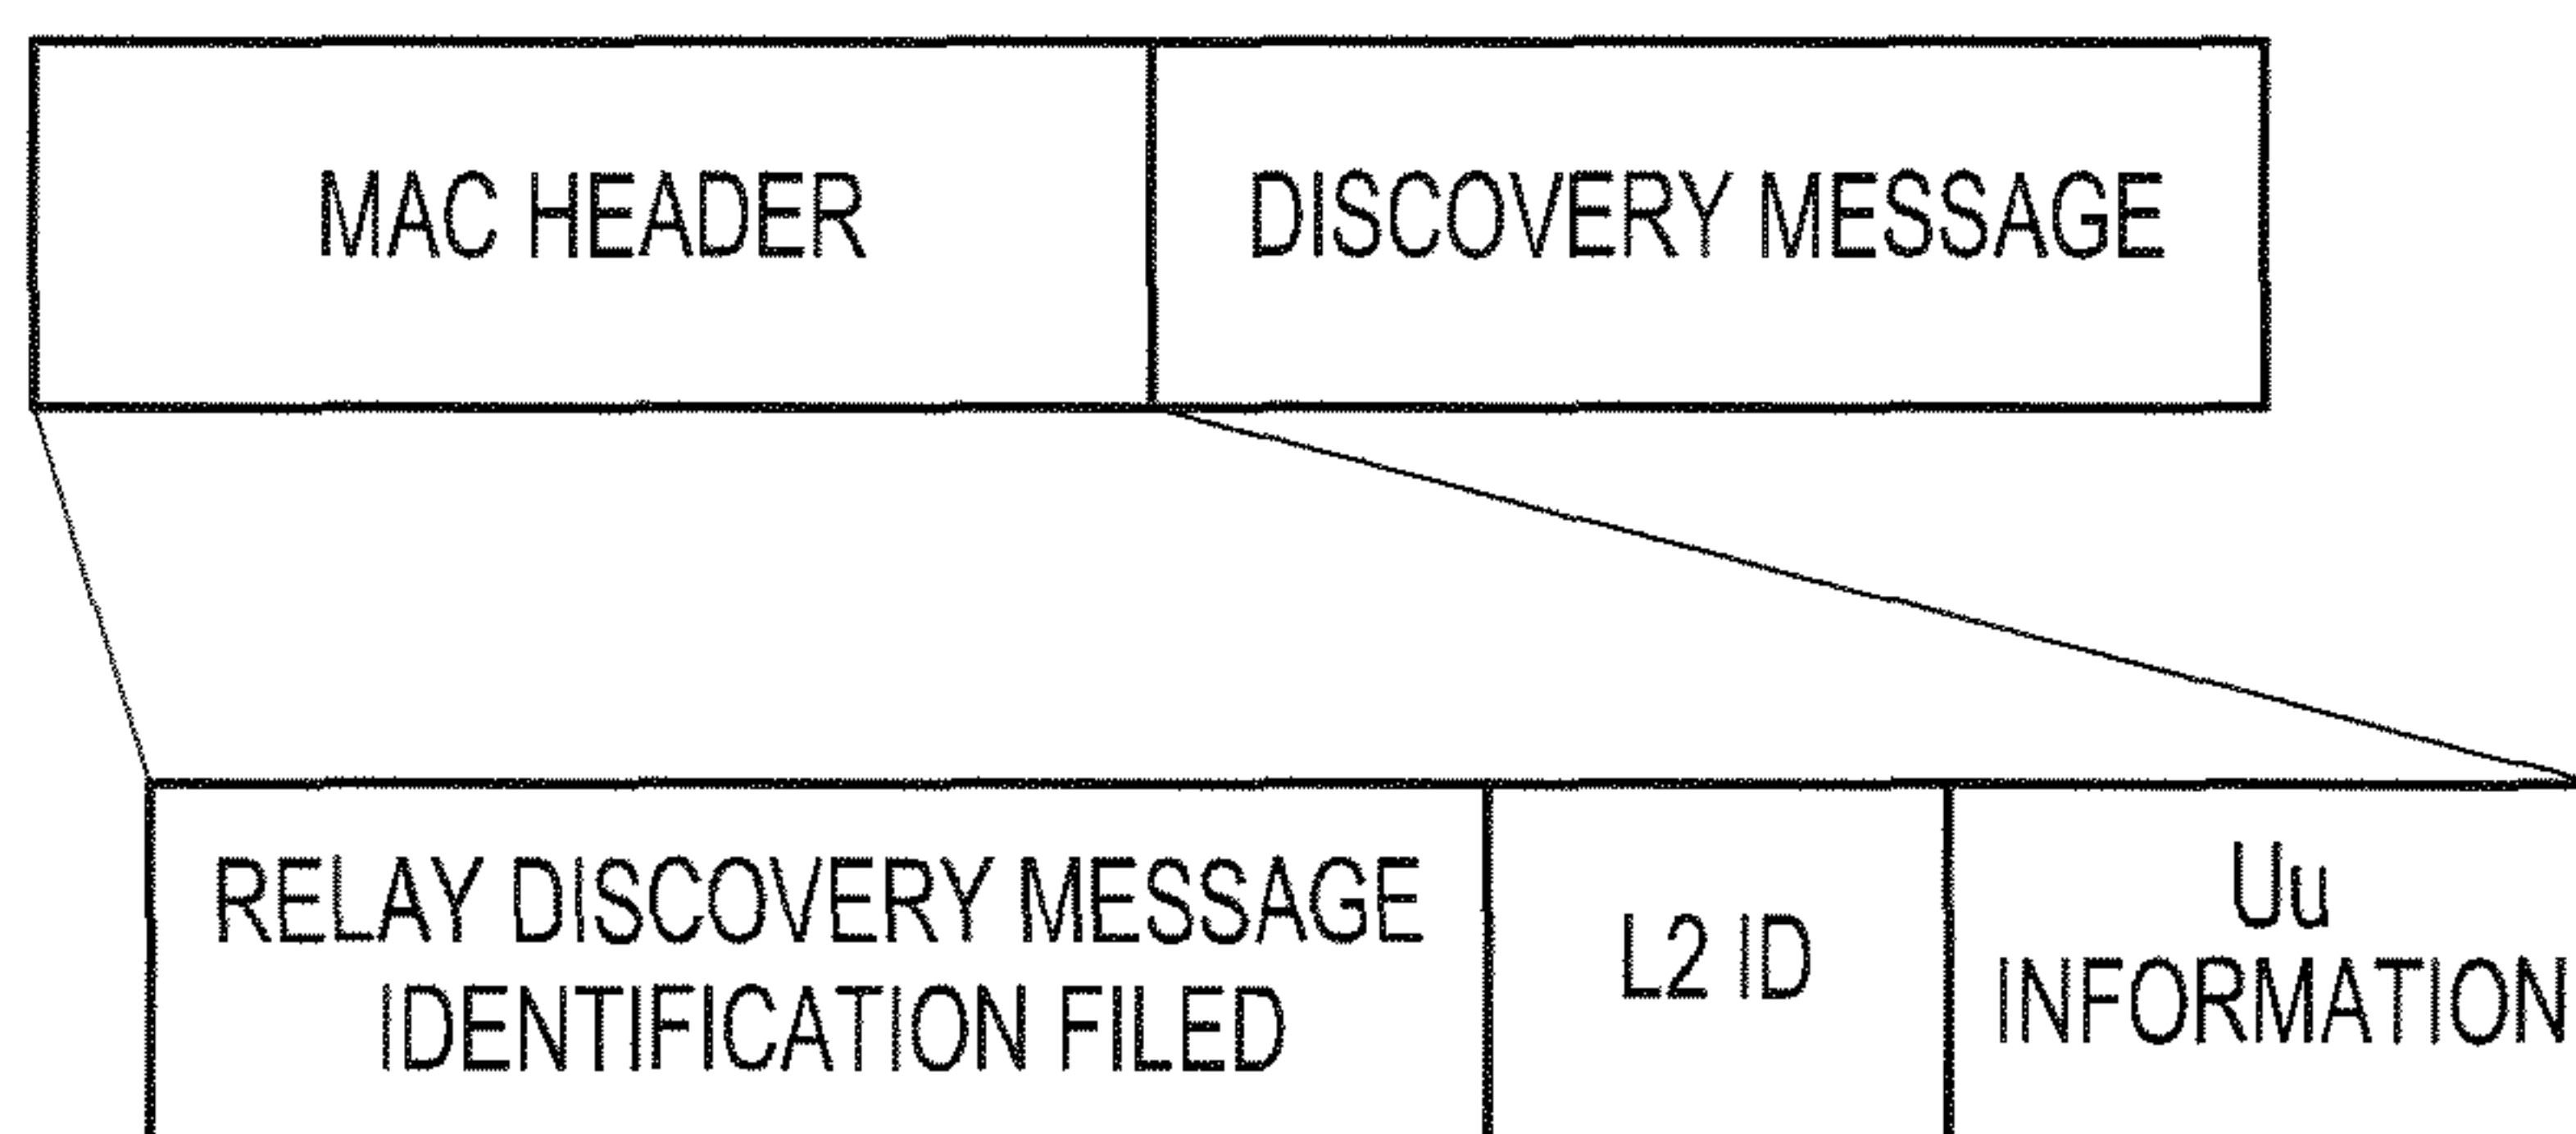 MAC HEADER
DISCOVERY MESSAGE
RELAY DISCOVERY MESSAGE
IDENTIFICATION FILED
L2 ID
Uu
INFORMATION